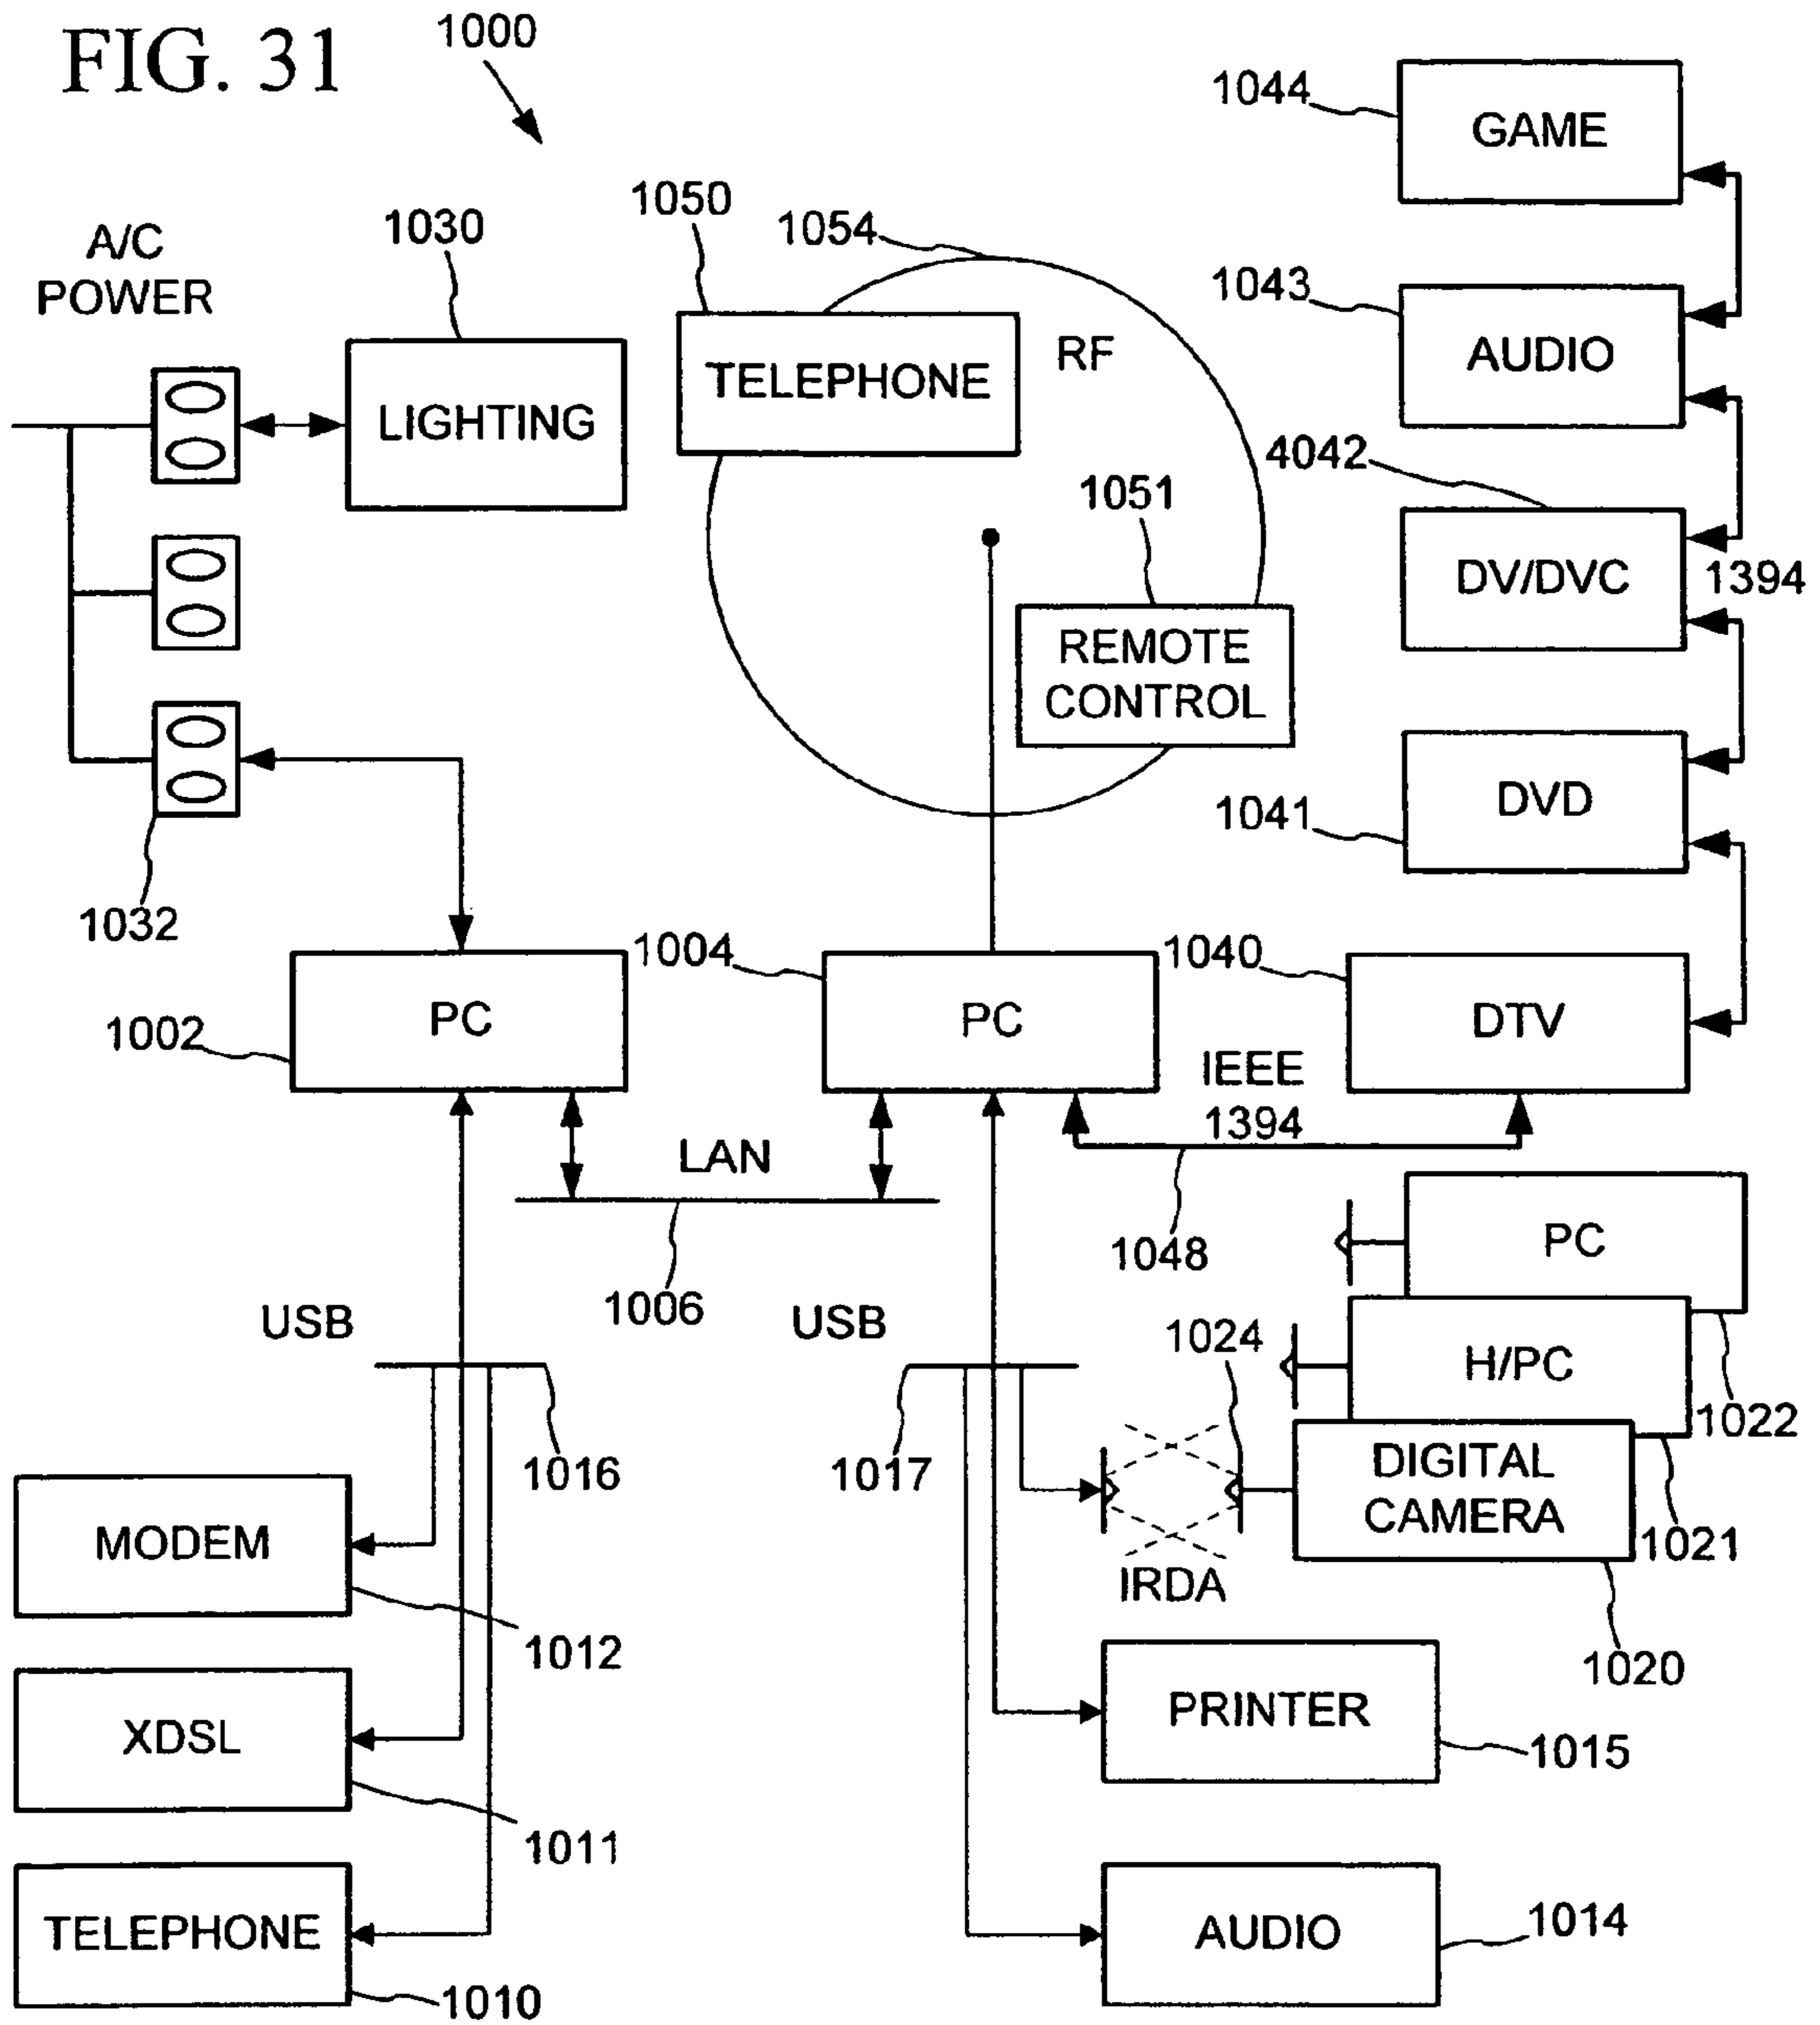 FIG. 31
1000
1044
GAME
1050
1054
1030
A/C
POWER
1043
AUDIO
RF
TELEPHONE
LIGHTING
4042
1051
DV/DVC
1394
REMOTE
CONTROL
DVD
1041
1032
1004
1040
PC
PC
DTV
1002
IEEE
1394
LAN
1048
PC
1006
USB
USB
1024
H/PC
1022
1016
1017
DIGITAL
CAMERA
1021
MODEM
IRDA
1012
1020
PRINTER
XDSL
1015
1011
TELEPHONE
AUDIO
1014
1010